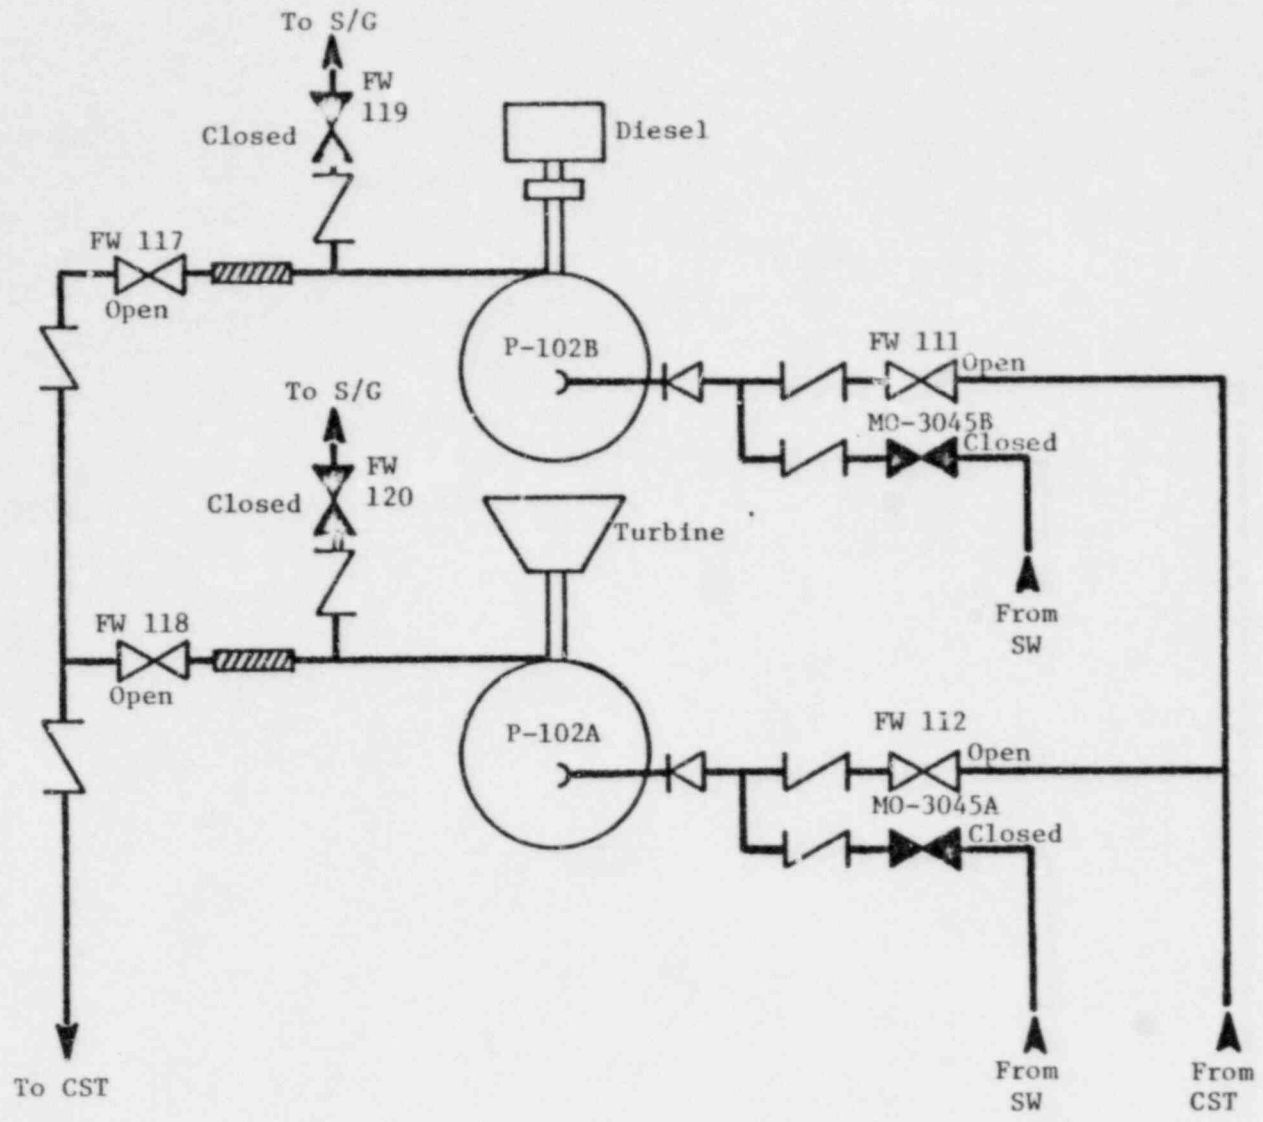 To S/G
FW
119
Closed
Diesel
FW 117
Open
P-102B
FW 111
Open
MO-3045B
Closed
To S/G
FW
120
Closed
Turbine
From
SW
FW 118
Open
P-102A
FW 112
Open
MO-3045A
Closed
To CST
From
SW
From
CST